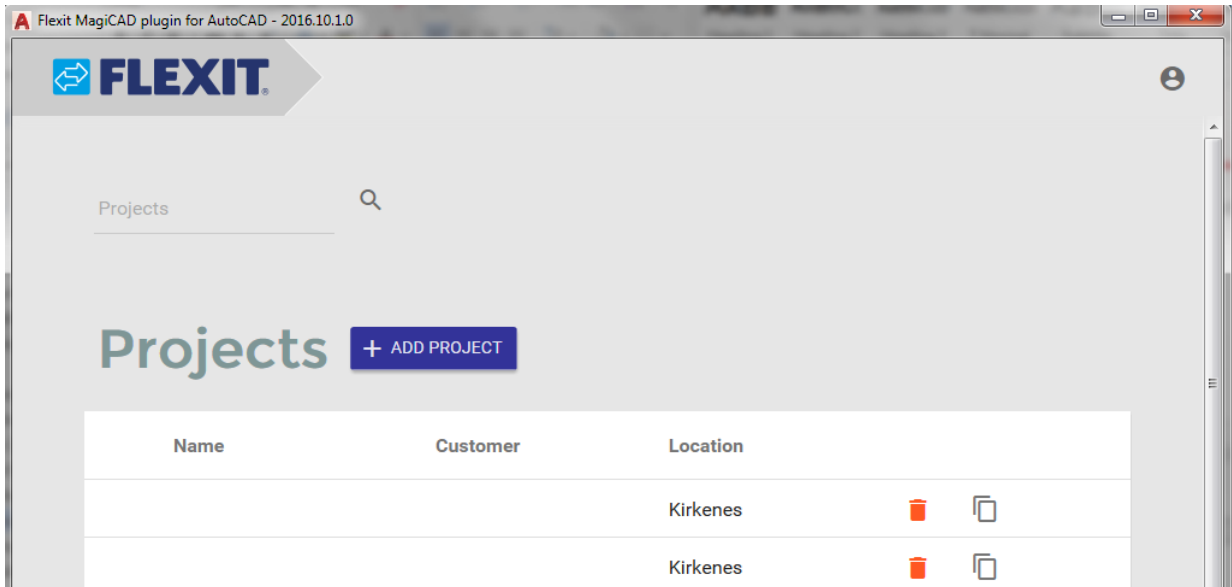 Flexit MagiCAD plugin for AutoCAD - 2016.10.1.0
FLEXIT
Projects
Projects
+ ADD PROJECT
Name Customer Location
Kirkenes
Kirkenes